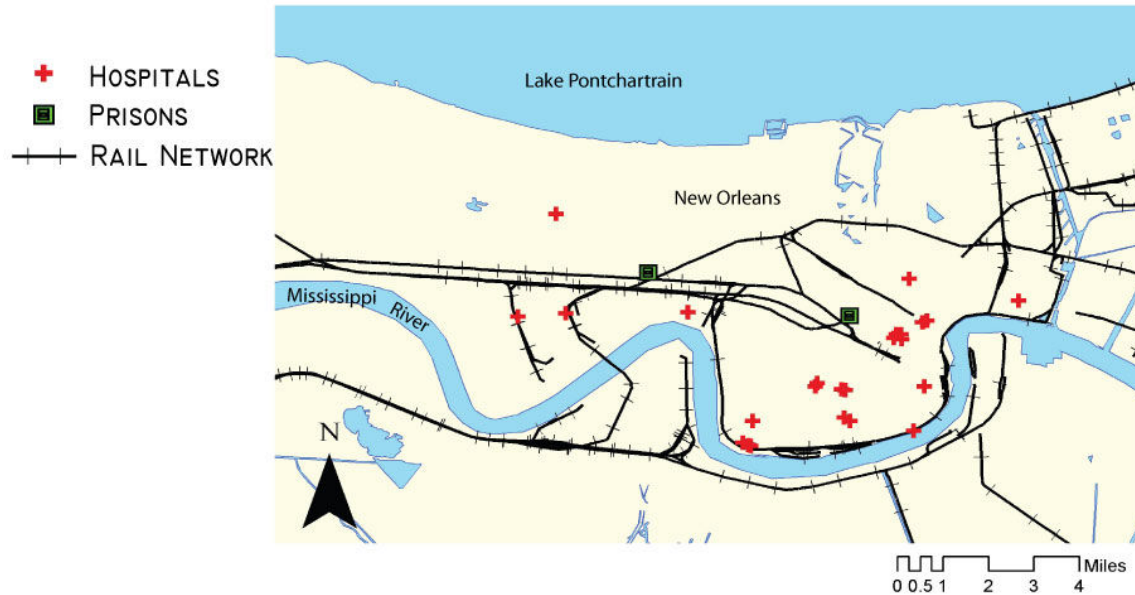 HOSPITALS
PRISONS
RAIL NETWORK
Lake Pontchartrain
New Orleans
Mississippi River
N
Miles
0 0.5 1 2 3 4